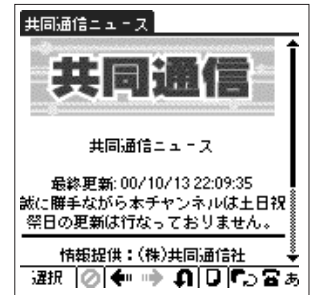 共同通信ニュース
共同通信
共同通信ニュース
最終更新: 00/10/13 22:09:35
誠に勝手ながら本チャンネルは土日祝
祭日の更新は行なっておりません。
情報提供：(株)共同通信社
選択 あ